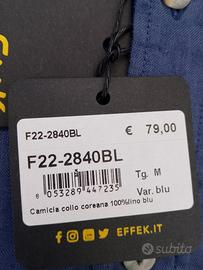 F22-2840BL
€ 79,00
F22-2840BL
Tg. M
Var. blu
8 053289 447235
Camicia collo coreana 100%lino blu
EFFEK.IT
subito